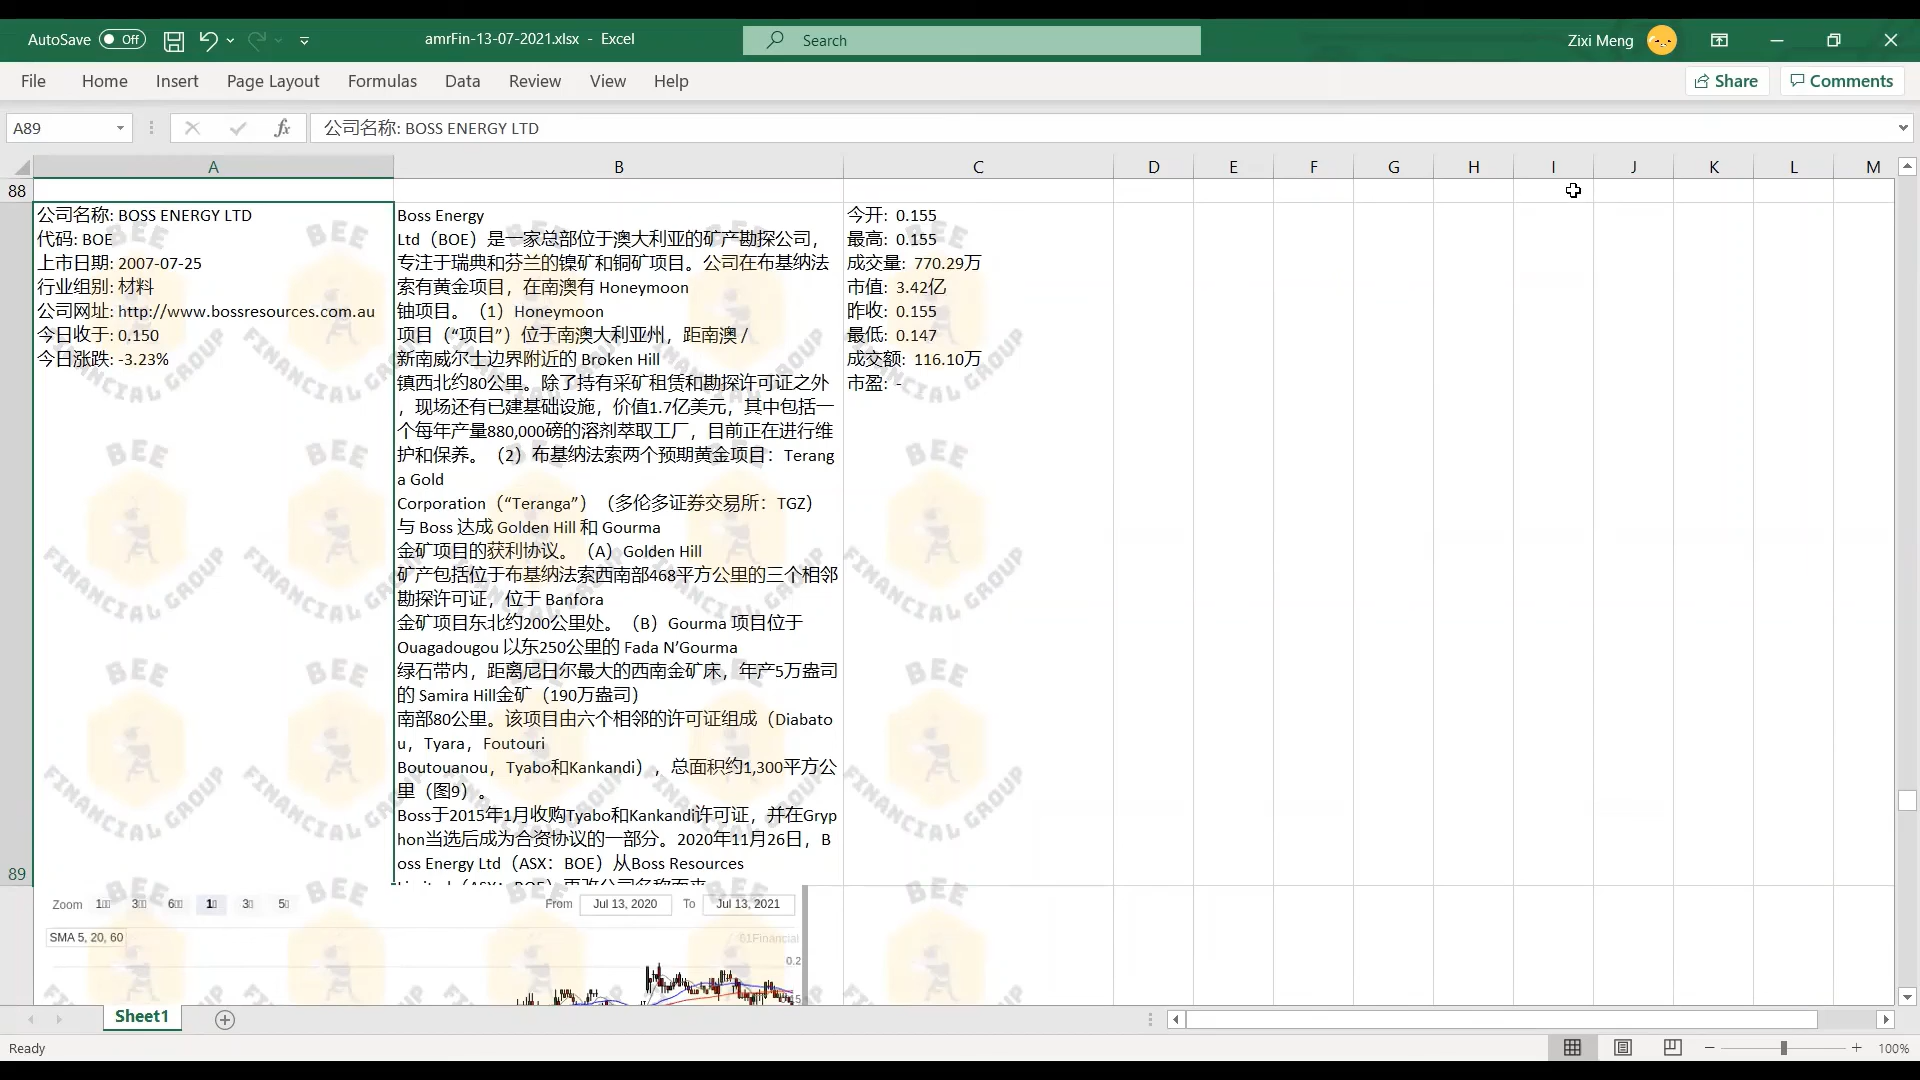 AutoSave Off
amrFin-13-07-2021.xlsx - Excel
Search
Zixi Meng
File Home Insert Page Layout Formulas Data Review View Help
Share Comments
A89
fx
公司名称: BOSS ENERGY LTD
A B C D E F G H I J K L M
88
89
公司名称: BOSS ENERGY LTD
代码: BOE
上市日期: 2007-07-25
行业组别: 材料
公司网址: http://www.bossresources.com.au
今日收于: 0.150
今日涨跌: -3.23%
Boss Energy
Ltd（BOE）是一家总部位于澳大利亚的矿产勘探公司，
专注于瑞典和芬兰的镍矿和铜矿项目。公司在布基纳法
索有黄金项目，在南澳有 Honeymoon
铀项目。（1）Honeymoon
项目（“项目”）位于南澳大利亚州，距南澳 /
新南威尔士边界附近的 Broken Hill
镇西北约80公里。除了持有采矿租赁和勘探许可证之外
，现场还有已建基础设施，价值1.7亿美元，其中包括一
个每年产量880,000磅的溶剂萃取工厂，目前正在进行维
护和保养。（2）布基纳法索两个预期黄金项目：Terang
a Gold
Corporation（“Teranga”）（多伦多证券交易所：TGZ）
与 Boss 达成 Golden Hill 和 Gourma
金矿项目的获利协议。（A）Golden Hill
矿产包括位于布基纳法索西南部468平方公里的三个相邻
勘探许可证，位于 Banfora
金矿项目东北约200公里处。（B）Gourma 项目位于
Ouagadougou 以东250公里的 Fada N’Gourma
绿石带内，距离尼日尔最大的西南金矿床，年产5万盎司
的 Samira Hill金矿（190万盎司）
南部80公里。该项目由六个相邻的许可证组成（Diabato
u，Tyara，Foutouri
Boutouanou，Tyabo和Kankandi），总面积约1,300平方公
里（图9）。
Boss于2015年1月收购Tyabo和Kankandi许可证，并在Gryp
hon当选后成为合资协议的一部分。2020年11月26日，B
oss Energy Ltd（ASX：BOE）从Boss Resources
Limited（ASX：BOE）更改公司名称而来
今开: 0.155
最高: 0.155
成交量: 770.29万
市值: 3.42亿
昨收: 0.155
最低: 0.147
成交额: 116.10万
市盈: -
BEE FINANCIAL GROUP
Zoom 1 3 6 1 3 5
From Jul 13, 2020 To Jul 13, 2021
SMA 5, 20, 60
61Financial
0.2
Sheet1
Ready
100%